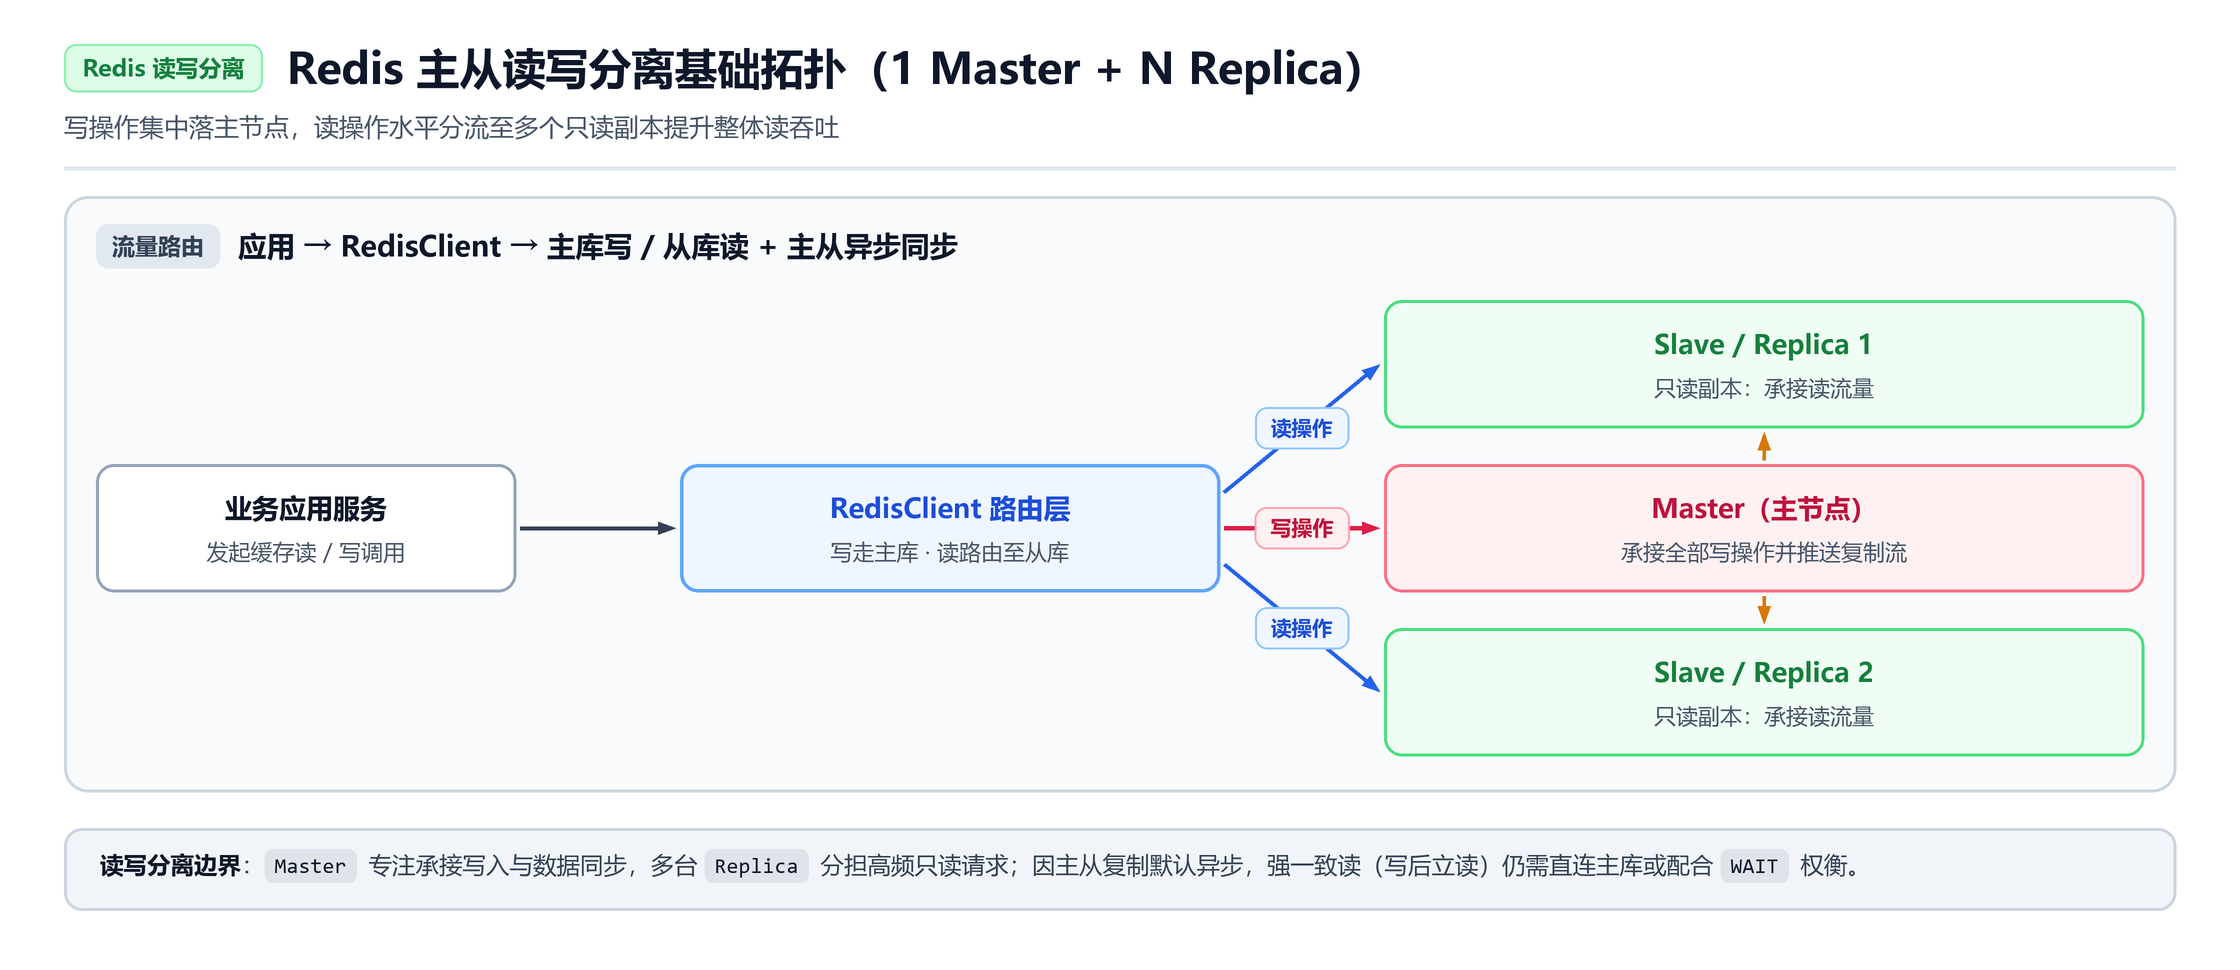 Redis 读写分离
Redis 主从读写分离基础拓扑（1 Master + N Replica）
写操作集中落主节点，读操作水平分流至多个只读副本提升整体读吞吐
流量路由
应用 → RedisClient → 主库写 / 从库读 + 主从异步同步
Slave / Replica 1
只读副本：承接读流量
读操作
业务应用服务
发起缓存读 / 写调用
RedisClient 路由层
写走主库 · 读路由至从库
写操作
Master（主节点）
承接全部写操作并推送复制流
读操作
Slave / Replica 2
只读副本：承接读流量
读写分离边界： Master 专注承接写入与数据同步，多台 Replica 分担高频只读请求；因主从复制默认异步，强一致读（写后立读）仍需直连主库或配合 WAIT 权衡。